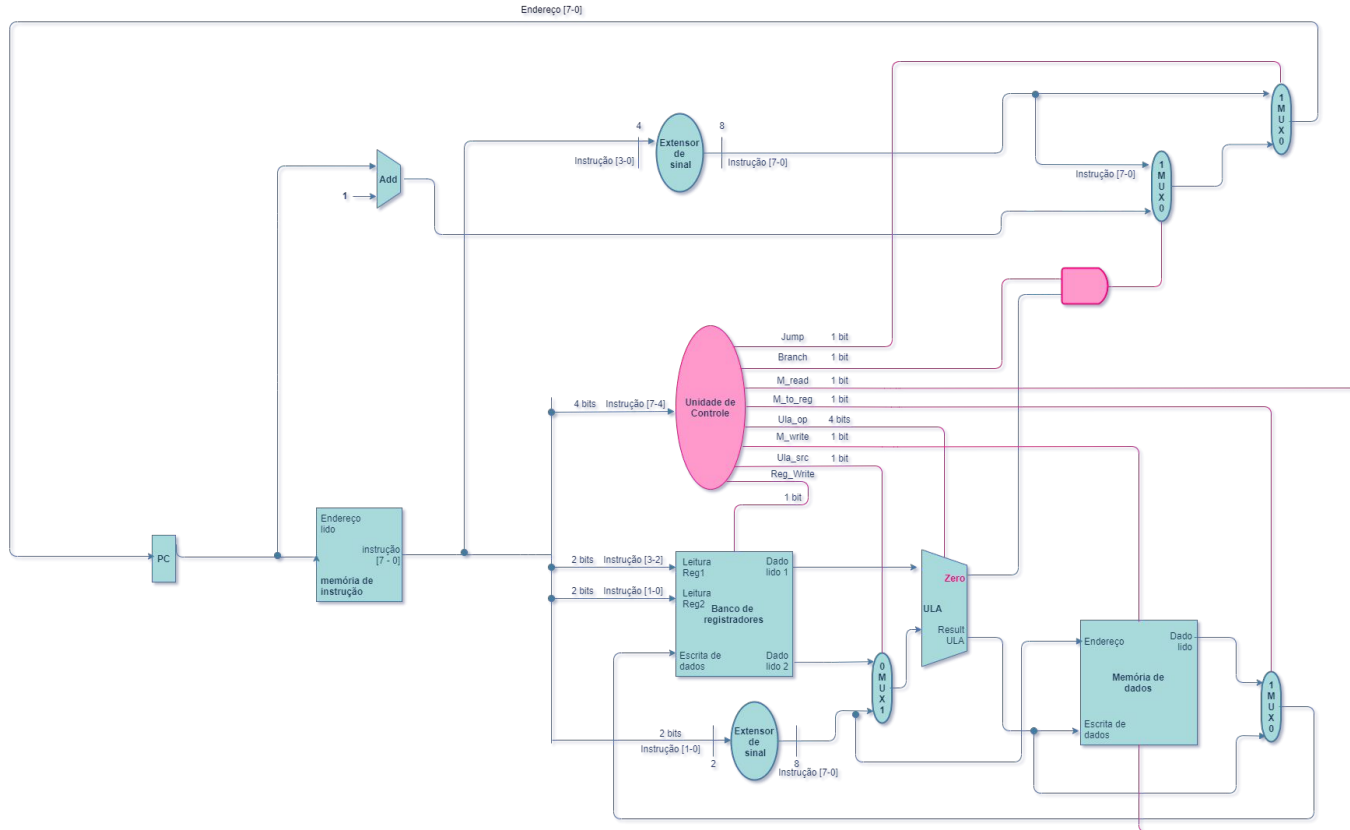 Endereço [7-0]
4
8
Extensor
de
sinal
Instrução [3-0]
Instrução [7-0]
1
M
U
X
0
Add
1
1
M
U
X
0
Instrução [7-0]
Unidade de
Controle
Jump 1 bit
Branch 1 bit
M_read 1 bit
M_to_reg 1 bit
Ula_op 4 bits
M_write 1 bit
Ula_src 1 bit
Reg_Write
1 bit
4 bits Instrução [7-4]
PC
Endereço
lido
instrução
[7 - 0]
memória de
instrução
2 bits Instrução [3-2]
2 bits Instrução [1-0]
Leitura
Reg1
Leitura
Reg2
Dado
lido 1
Banco de
registradores
Escrita de
dados
Dado
lido 2
0
M
U
X
1
Zero
ULA
Result
ULA
Endereço
Dado
lido
Memória de
dados
Escrita de
dados
1
M
U
X
0
2 bits
Instrução [1-0]
2
Extensor
de
sinal
8
Instrução [7-0]